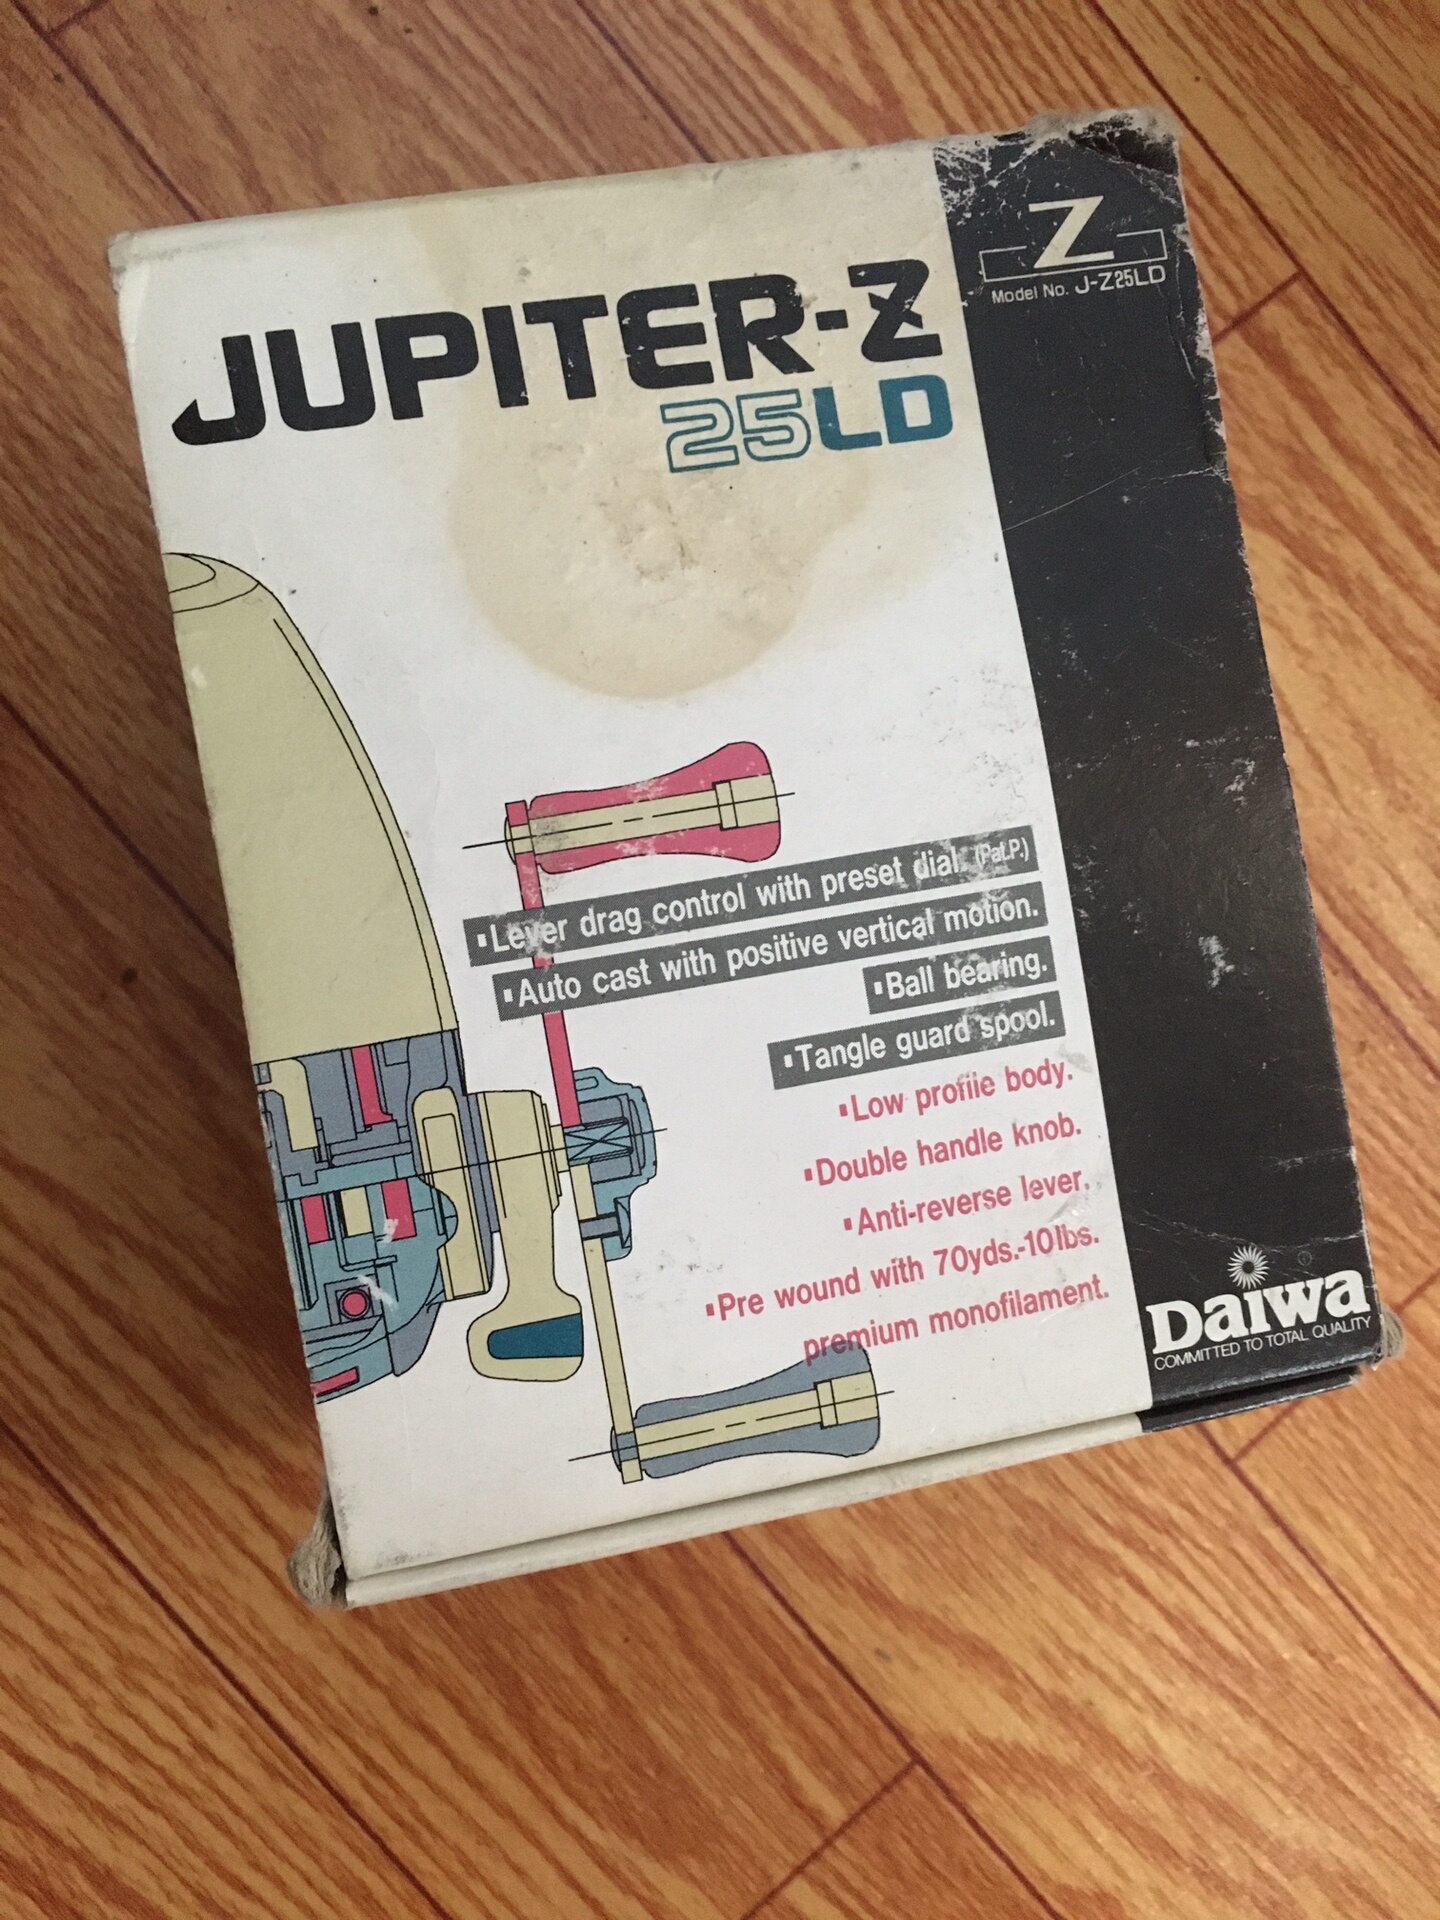 JUPITER-Z
25LD
Z
Model No. J-Z25LD
▪Lever drag control with preset dial. (Pat.P.)
▪Auto cast with positive vertical motion.
▪Ball bearing.
▪Tangle guard spool.
▪Low profile body.
▪Double handle knob.
▪Anti-reverse lever.
▪Pre wound with 70yds.-10lbs.
premium monofilament.
®
Daiwa
COMMITTED TO TOTAL QUALITY